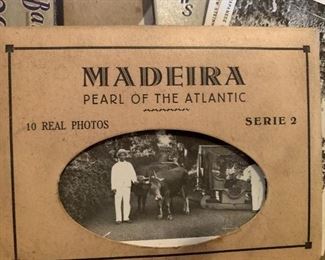 MADEIRA
PEARL OF THE ATLANTIC
10 REAL PHOTOS SERIE 2